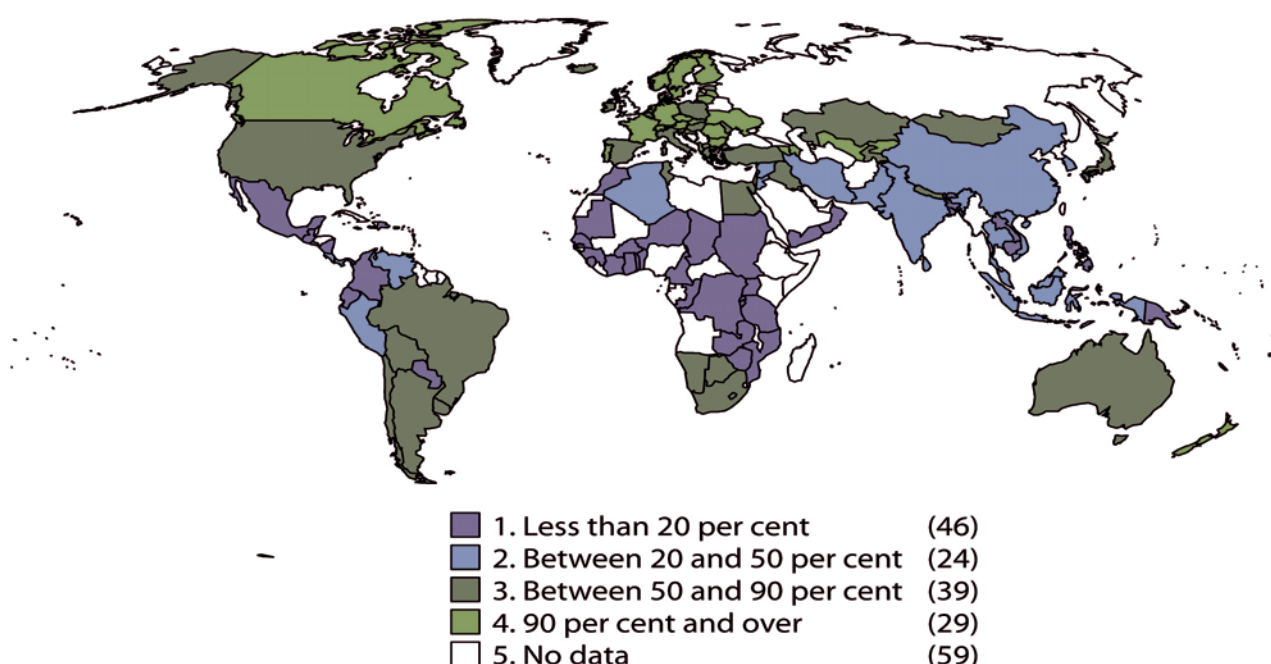 1. Less than 20 per cent (46)
2. Between 20 and 50 per cent (24)
3. Between 50 and 90 per cent (39)
4. 90 per cent and over (29)
5. No data (59)